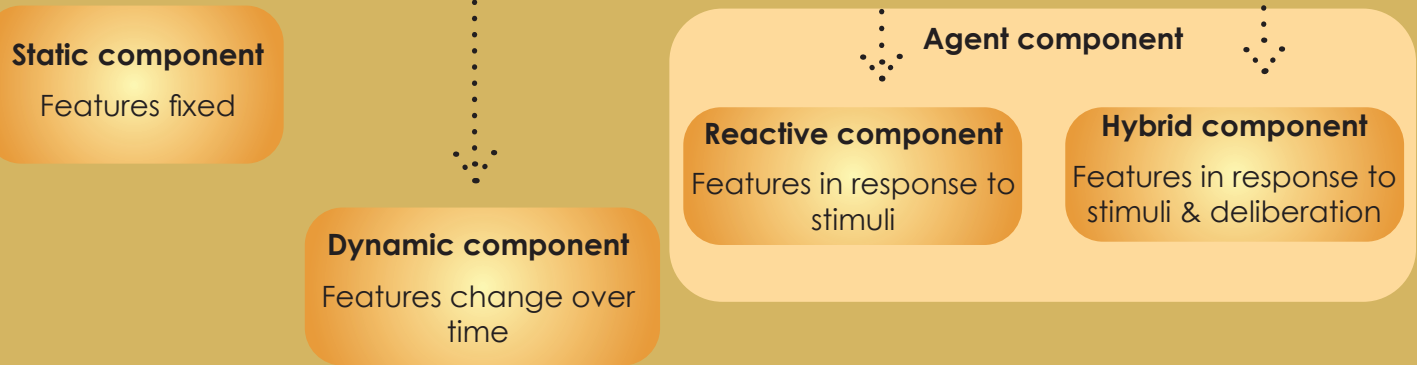 Static component
Features fixed
Dynamic component
Features change over
time
Agent component
Reactive component
Features in response to
stimuli
Hybrid component
Features in response to
stimuli & deliberation